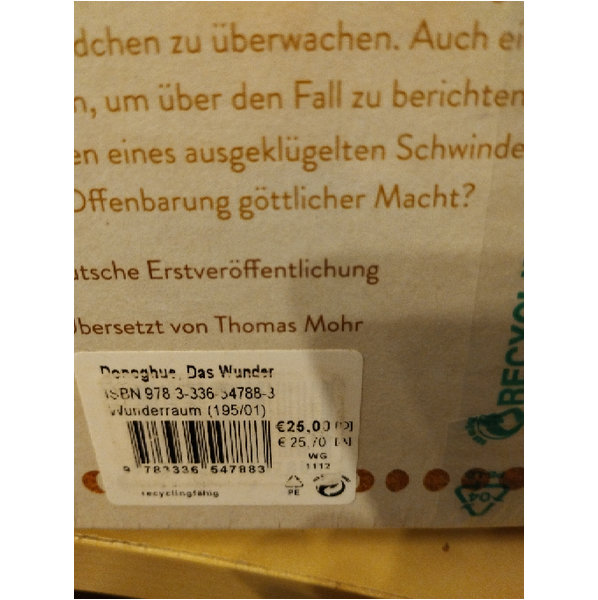 dchen zu überwachen. Auch ei
n, um über den Fall zu berichten
en eines ausgeklügelten Schwinde
Offenbarung göttlicher Macht?
utsche Erstveröffentlichung
Übersetzt von Thomas Mohr
Donoghue, Das Wunder
ISBN 978 3-336-54788-3
Wunderraum (195/01)
€25,00 [D]
€ 25,70 [A]
WG
1112
9 783336 547883
recyclingfähig
PE
RECYCL
04